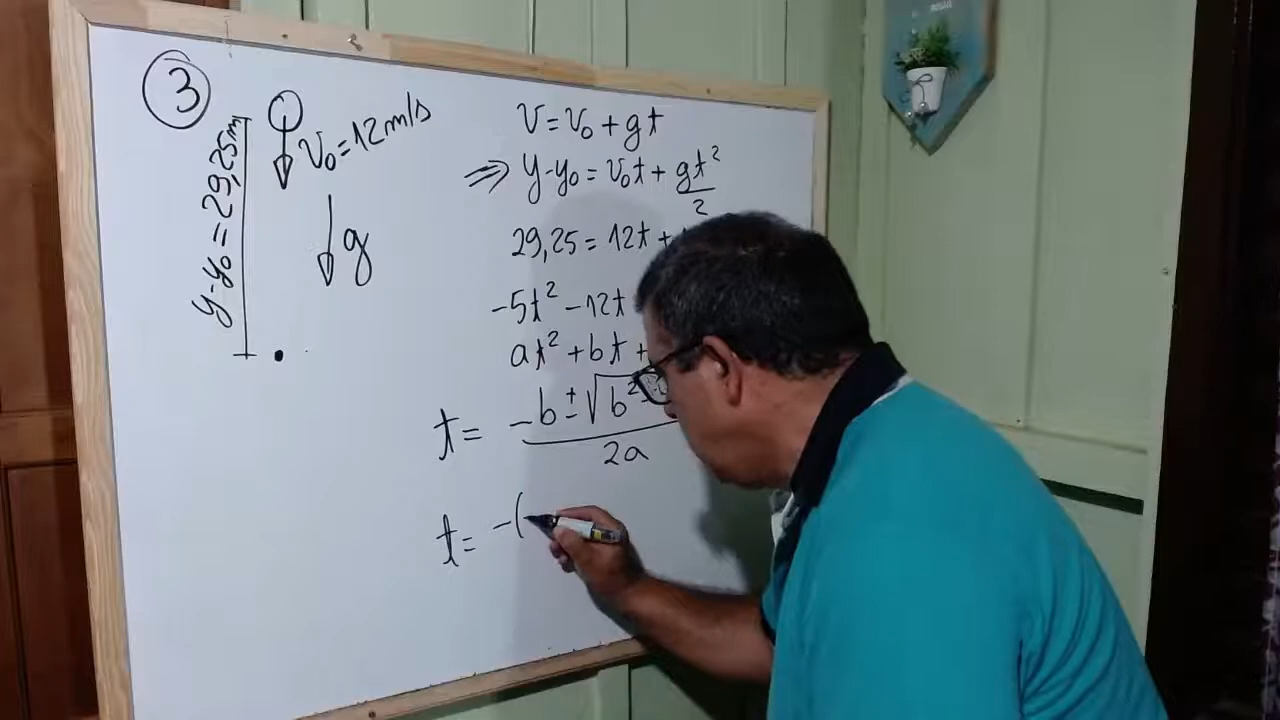 3
V₀ = 12 m/s
y-y₀ = 29,25m
g
V = V₀ + gt
⇒ y-y₀ = V₀t + gt²/2
29,25 = 12t +
-5t² - 12t
at² + bt +
t = -b ± √b² - / 2a
t = -(